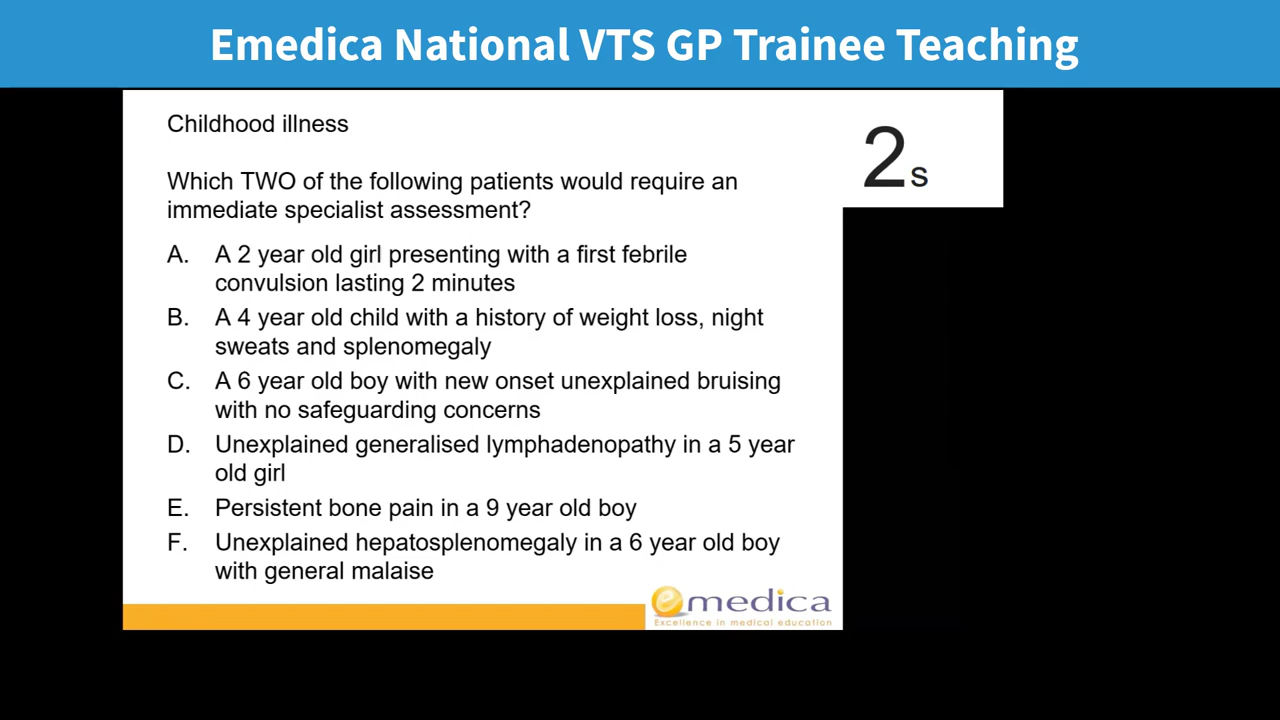 Emedica National VTS GP Trainee Teaching
Childhood illness
2s
Which TWO of the following patients would require an
immediate specialist assessment?
A. A 2 year old girl presenting with a first febrile
convulsion lasting 2 minutes
B. A 4 year old child with a history of weight loss, night
sweats and splenomegaly
C. A 6 year old boy with new onset unexplained bruising
with no safeguarding concerns
D. Unexplained generalised lymphadenopathy in a 5 year
old girl
E. Persistent bone pain in a 9 year old boy
F. Unexplained hepatosplenomegaly in a 6 year old boy
with general malaise
emedica
Excellence in medical education